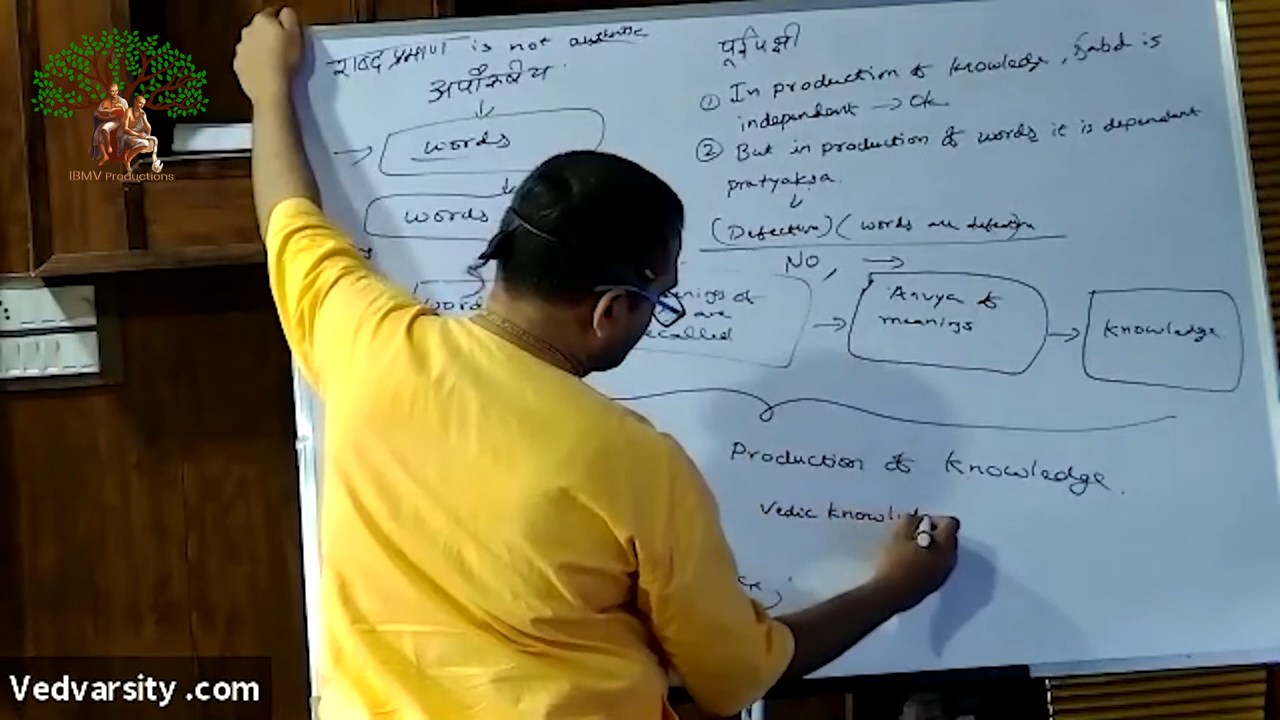 शब्द प्रमाण is not authentic
अपौरूषेय
words
words
word
IBMV Productions
पूर्वपक्षी
① In production of knowledge, Śabd is
independent → Ok
② But in production of words it is dependent
pratyakṣa.
(Defective) (words are defective
NO,
are
Anvya of
meanings
Knowledge
Production of Knowledge.
Vedic
Vedvarsity .com